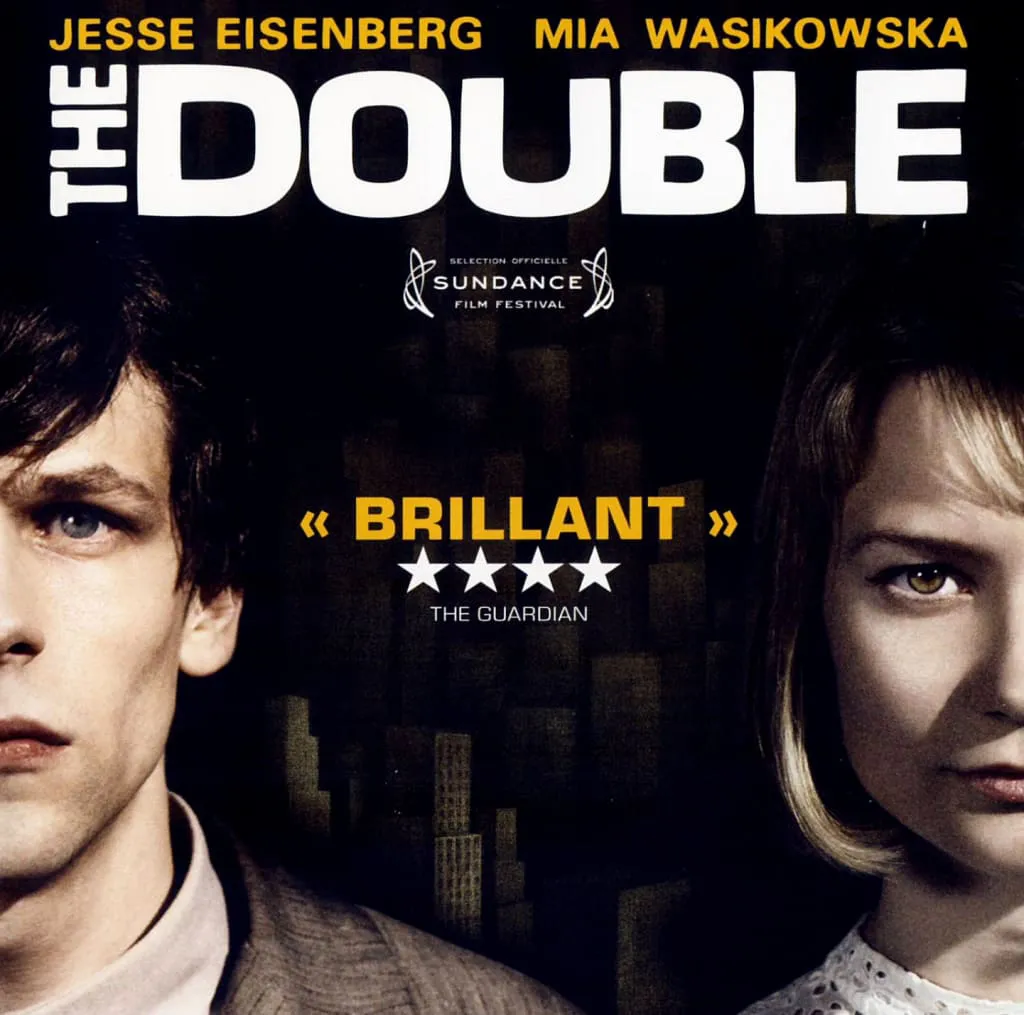 JESSE EISENBERG MIA WASIKOWSKA
THE DOUBLE
SELECTION OFFICIELLE
SUNDANCE
FILM FESTIVAL
« BRILLANT »
★★★★
THE GUARDIAN